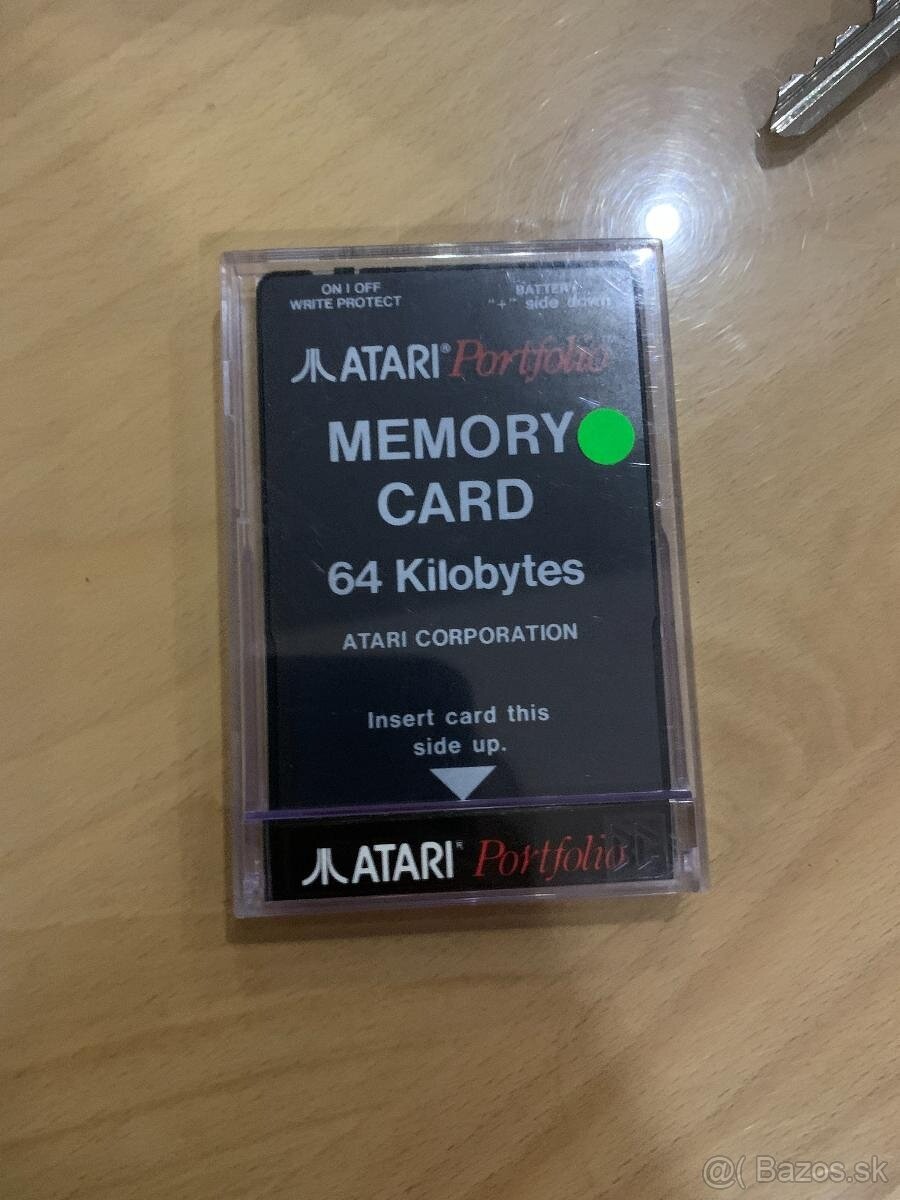 ON | OFF
WRITE PROTECT
BATTERY
"+" side down
ATARI® Portfolio
MEMORY
CARD
64 Kilobytes
ATARI CORPORATION
Insert card this
side up.
ATARI® Portfolio
@( Bazos.sk